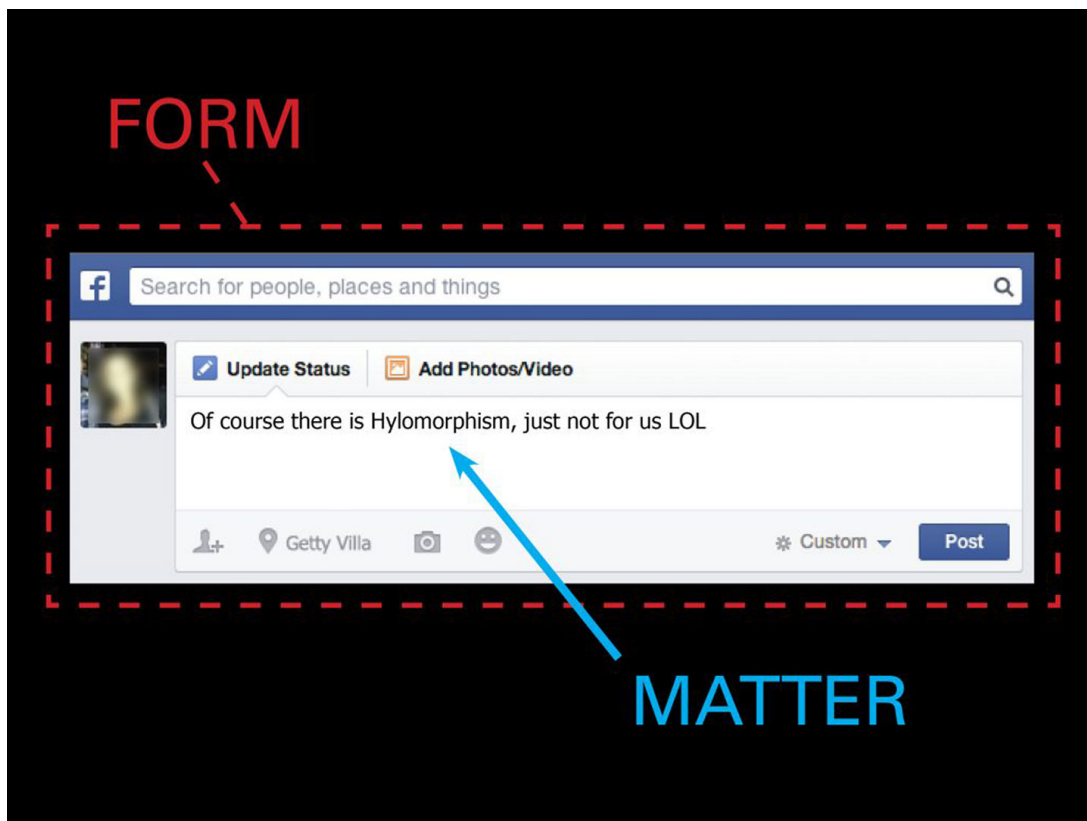 FORM
f
Search for people, places and things
Update Status
Add Photos/Video
Of course there is Hylomorphism, just not for us LOL
Getty Villa
Custom
Post
MATTER